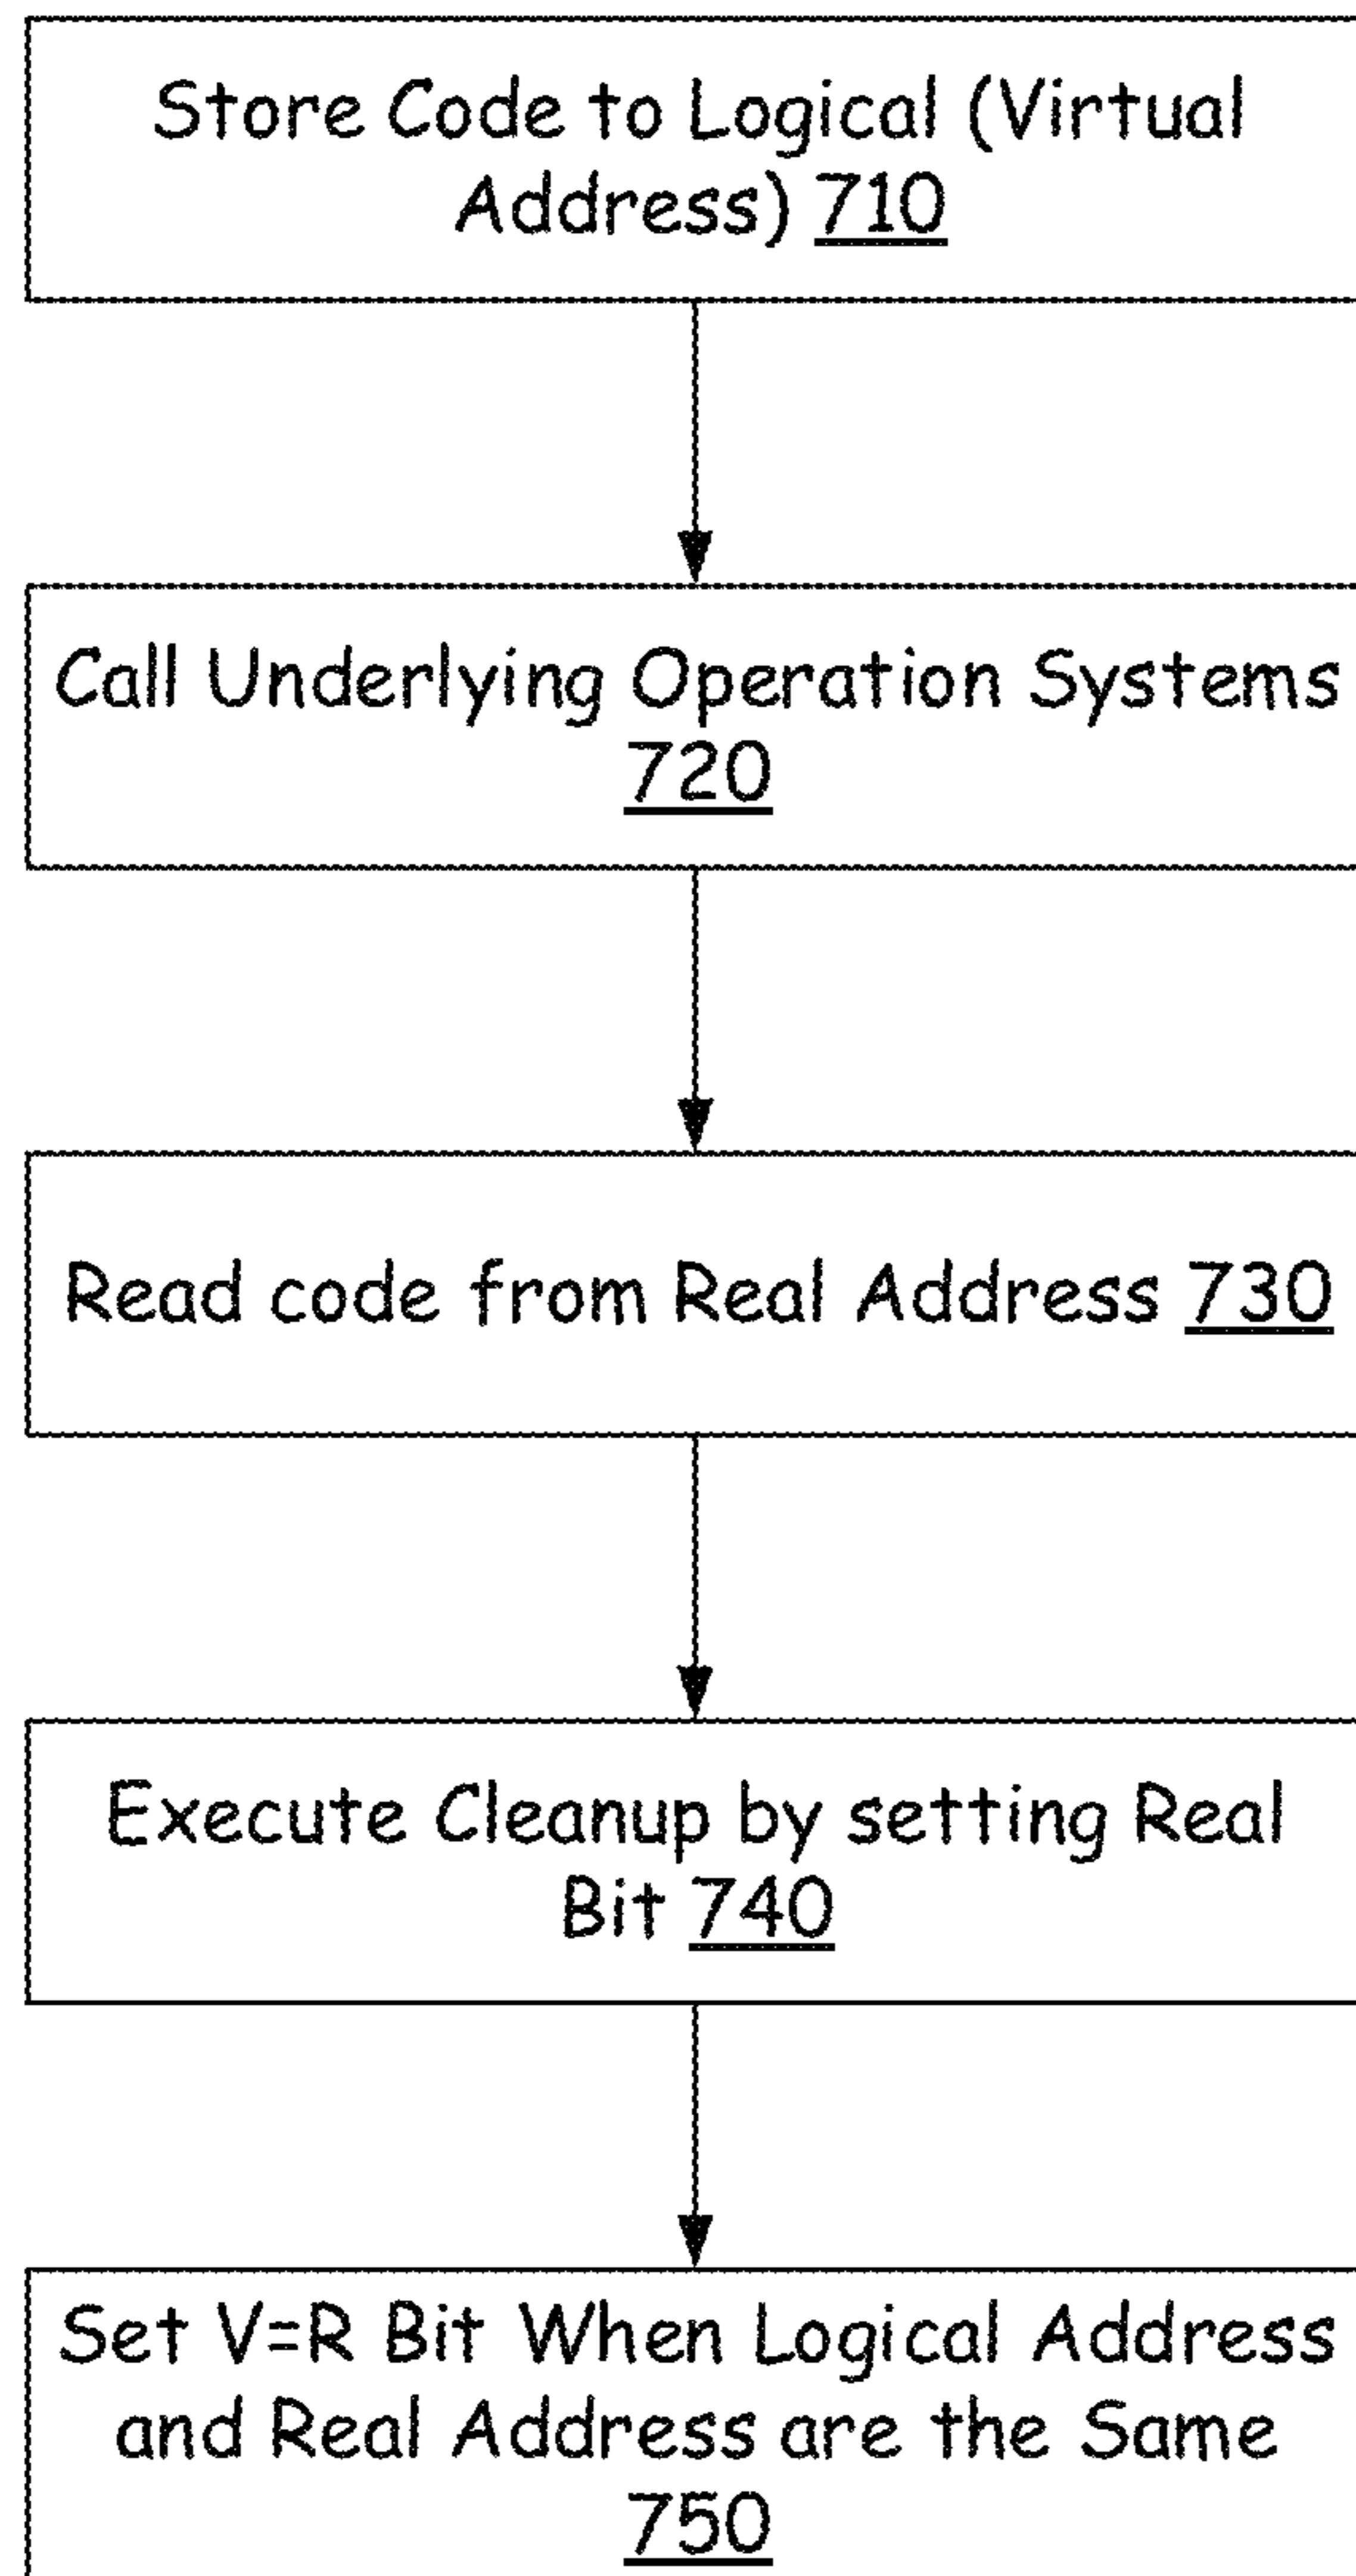 Store Code to Logical (Virtual
Address) 710
Call Underlying Operation Systems
720
Read code from Real Address 730
Execute Cleanup by setting Real
Bit 740
Set V=R Bit When Logical Address
and Real Address are the Same
750